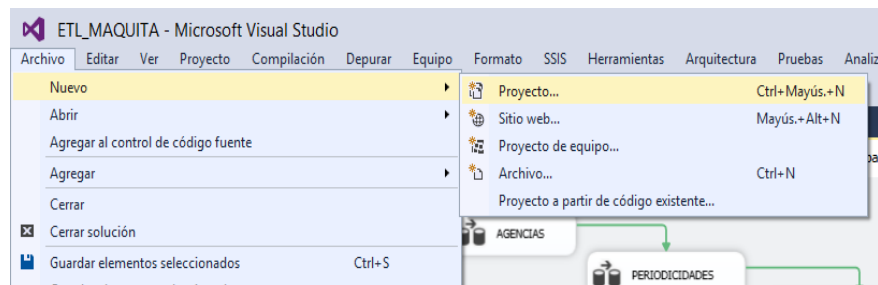 ETL_MAQUITA - Microsoft Visual Studio
Archivo Editar Ver Proyecto Compilación Depurar Equipo Formato SSIS Herramientas Arquitectura Pruebas
Nuevo
Proyecto... Ctrl+Mayús.+N
Abrir
Sitio web... Mayús.+Alt+N
Agregar al control de código fuente
Proyecto de equipo...
Agregar
Archivo... Ctrl+N
Cerrar
Proyecto a partir de código existente...
Cerrar solución
AGENCIAS
Guardar elementos seleccionados Ctrl+S
PERIODICIDADES